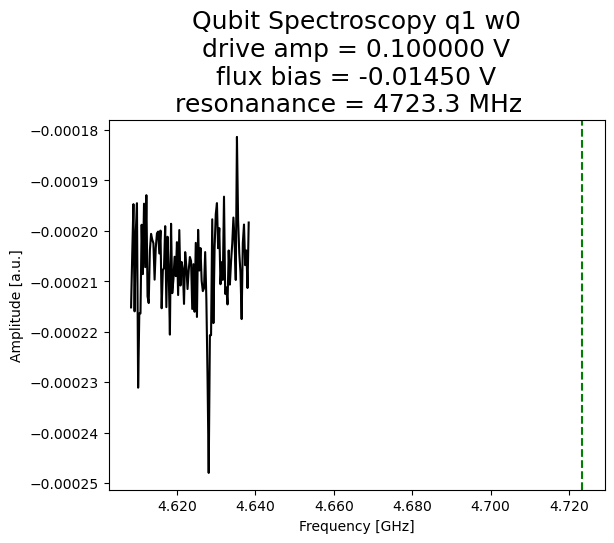 Qubit Spectroscopy q1 w0
drive amp = 0.100000 V
flux bias = -0.01450 V
resonanance = 4723.3 MHz
−0.00018
−0.00019
−0.00020
−0.00021
−0.00022
−0.00023
−0.00024
−0.00025
Amplitude [a.u.]
4.620 4.640 4.660 4.680 4.700 4.720
Frequency [GHz]